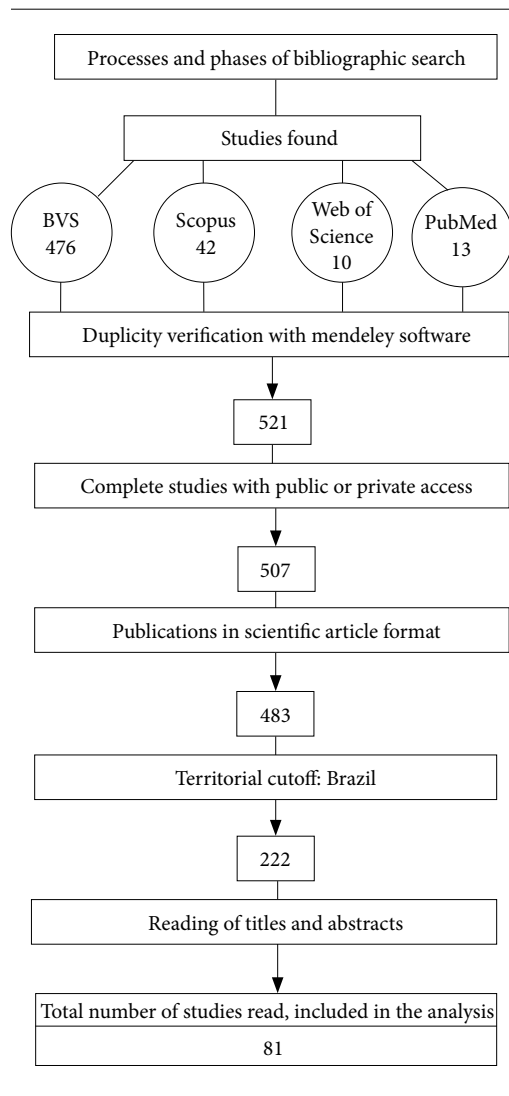 Processes and phases of bibliographic search
Studies found
BVS
476
Scopus
42
Web of
Science
10
PubMed
13
Duplicity verification with mendeley software
521
Complete studies with public or private access
507
Publications in scientific article format
483
Territorial cutoff: Brazil
222
Reading of titles and abstracts
Total number of studies read, included in the analysis
81